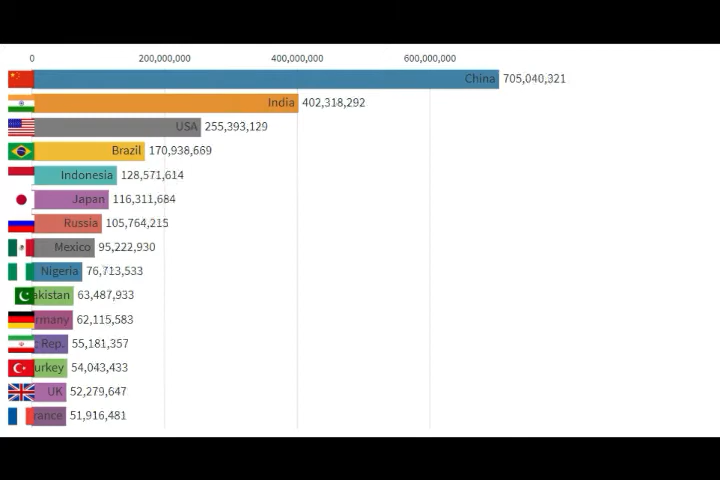 0 200,000,000 400,000,000 600,000,000
China 705,040,321
India 402,318,292
USA 255,393,129
Brazil 170,938,669
Indonesia 128,571,614
Japan 116,311,684
Russia 105,764,215
Mexico 95,222,930
Nigeria 76,713,533
akistan 63,487,933
rmany 62,115,583
Rep. 55,181,357
urkey 54,043,433
UK 52,279,647
rance 51,916,481